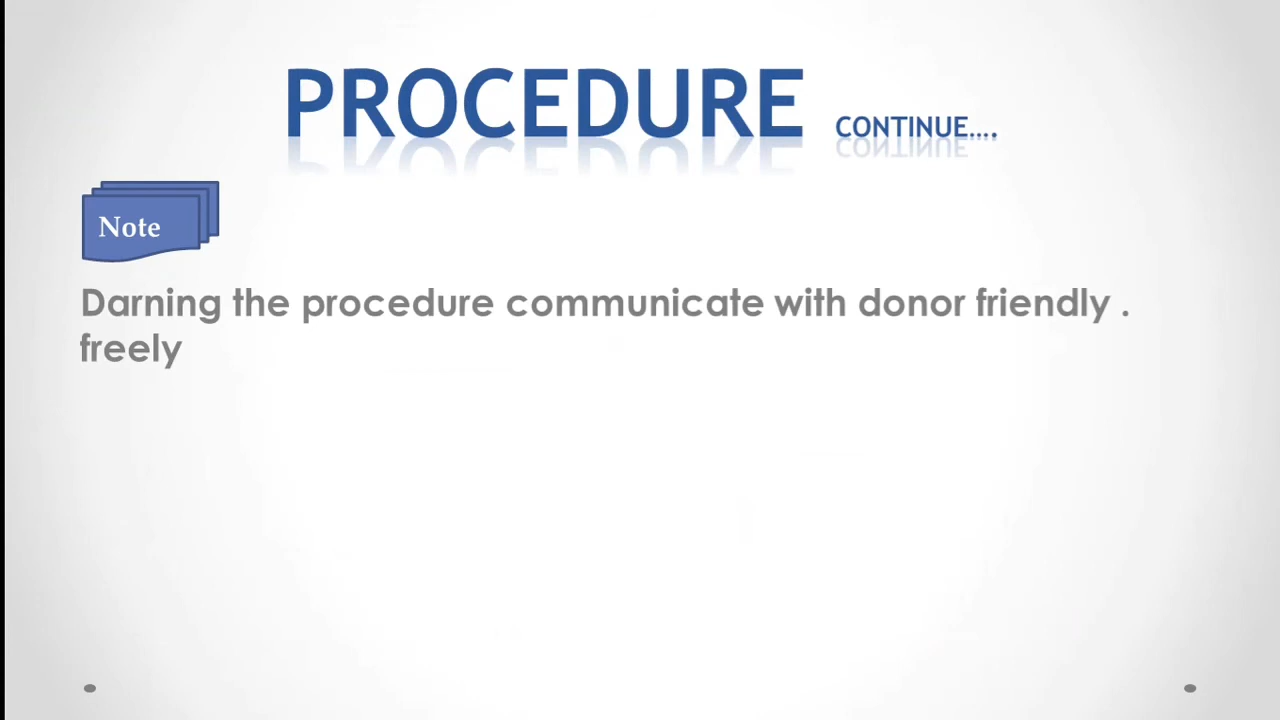 PROCEDURE CONTINUE….
Note
Darning the procedure communicate with donor friendly .
freely